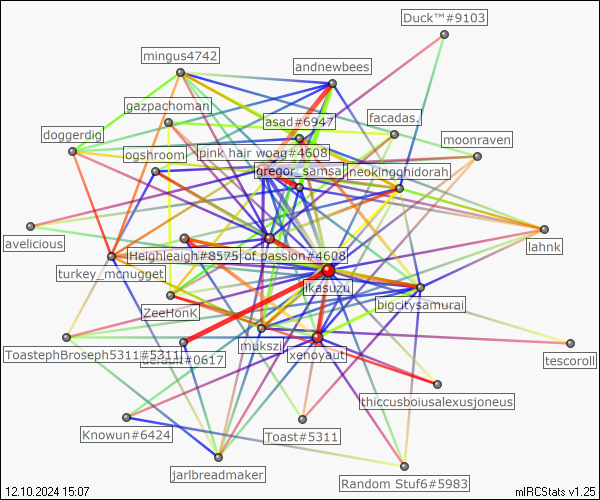 Duck™#9103
mingus4742
andnewbees
gazpachoman
asad#6947
facadas.
doggerdig
moonraven
ogshroom
pink hair woag#4608
gregor_samsa
neokingghidorah
avelicious
lahnk
Heighleaigh#8575
of passion#4608
turkey_mcnugget
ikasuzu
bigcitysamurai
ZeeHonk
mukszi
xenoyaut
ToastephBroseph5311#5311
default#0617
tescoroll
thiccusboiusalexusjoneus
Knowun#6424
Toast#5311
jarlbreadmaker
Random Stuf6#5983
12.10.2024 15:07
mIRCStats v1.25